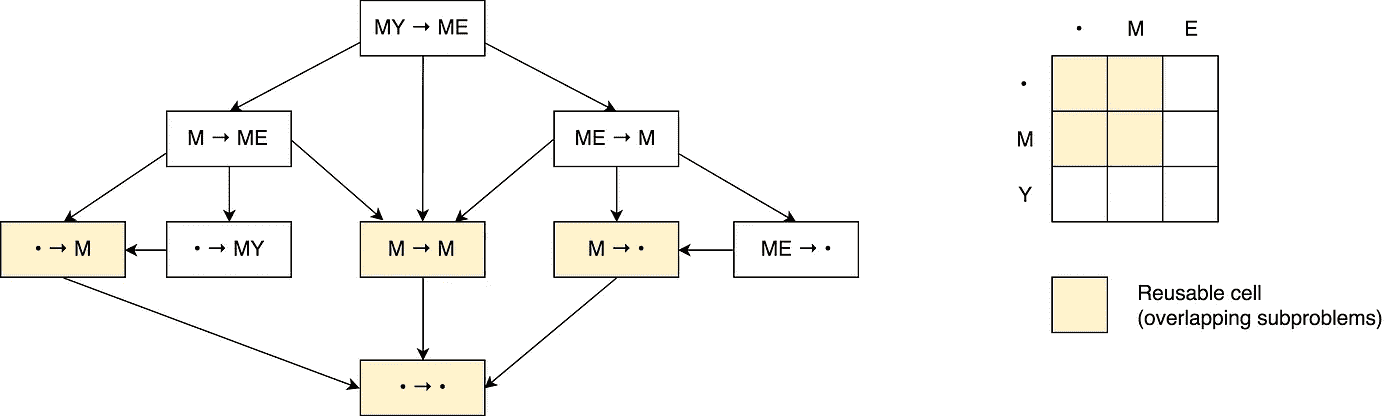 MY → ME
M → ME
ME → M
• → M
• → MY
M → M
M → •
ME → •
• → •
• M E
•
M
Y
Reusable cell
(overlapping subproblems)